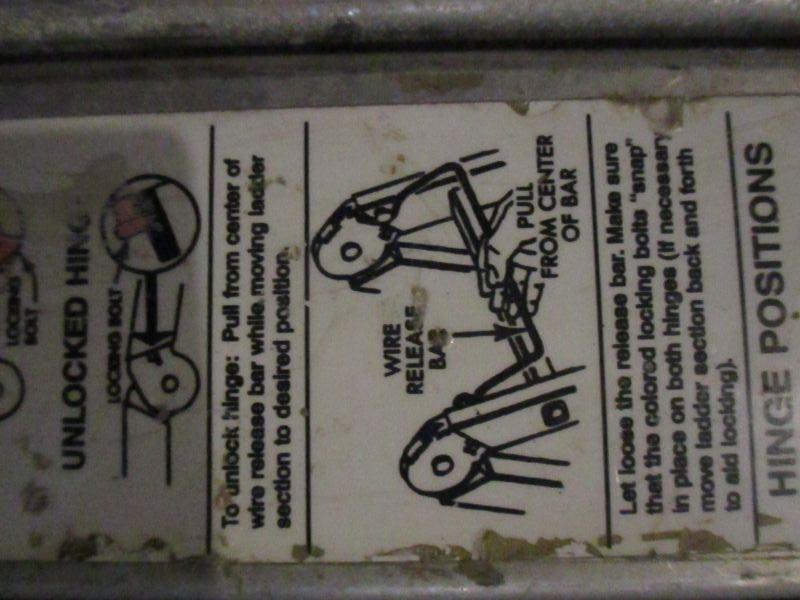 LOCKING
BOLT
UNLOCKED HING
LOCKING BOLT
To unlock hinge: Pull from center of
wire release bar while moving ladder
section to desired position.
WIRE
RELEASE
BAR
PULL
FROM CENTER
OF BAR
Let loose the release bar. Make sure
that the colored locking bolts "snap"
in place on both hinges (if necessary
move ladder section back and forth
to aid locking).
HINGE POSITIONS